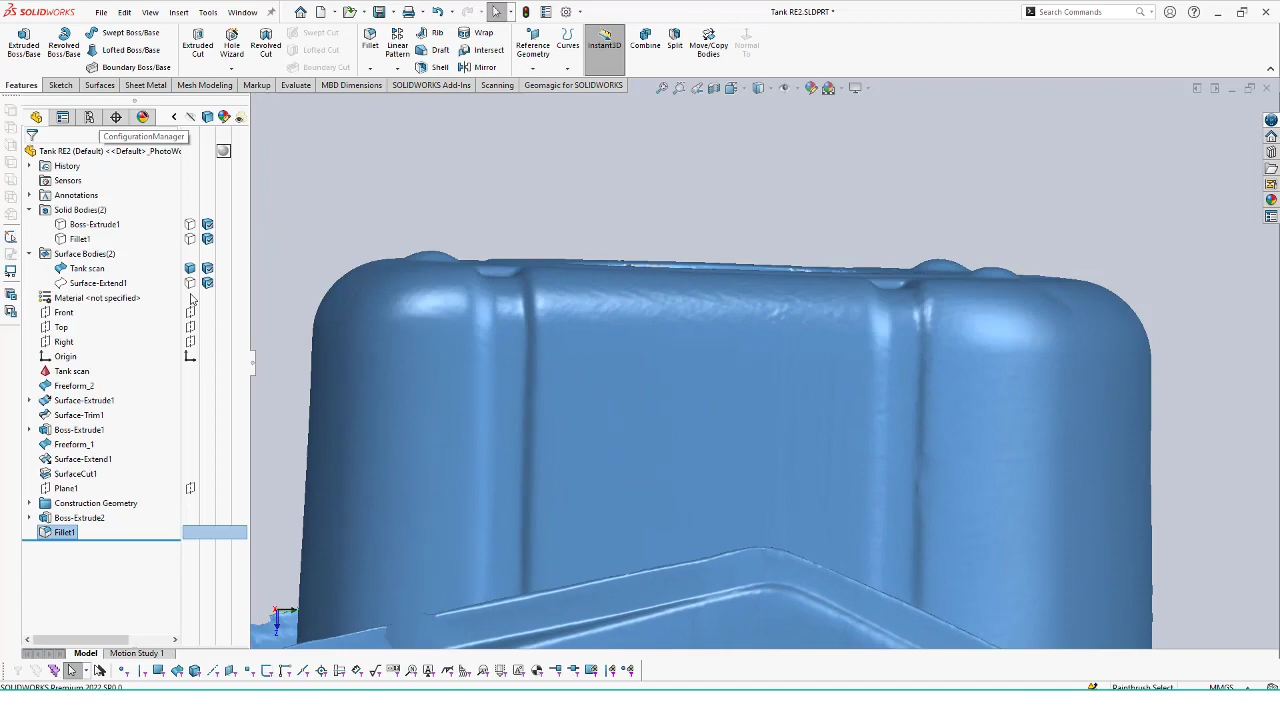 SOLIDWORKS File Edit View Insert Tools Window Tank RE2.SLDPRT * Search Commands
Extruded Boss/Base Revolved Boss/Base Swept Boss/Base Lofted Boss/Base Boundary Boss/Base Extruded Cut Hole Wizard Revolved Cut Swept Cut Lofted Cut Boundary Cut Fillet Linear Pattern Rib Draft Shell Wrap Intersect Mirror Reference Geometry Curves Instant3D Combine Split Move/Copy Bodies Normal To
Features Sketch Surfaces Sheet Metal Mesh Modeling Markup Evaluate MBD Dimensions SOLIDWORKS Add-Ins Scanning Geomagic for SOLIDWORKS
ConfigurationManager
Tank RE2 (Default) <<Default>_PhotoWo
History
Sensors
Annotations
Solid Bodies(2)
Boss-Extrude1
Fillet1
Surface Bodies(2)
Tank scan
Surface-Extend1
Material <not specified>
Front
Top
Right
Origin
Tank scan
Freeform_2
Surface-Extrude1
Surface-Trim1
Boss-Extrude1
Freeform_1
Surface-Extend1
SurfaceCut1
Plane1
Construction Geometry
Boss-Extrude2
Fillet1
X
Z
Model Motion Study 1
SOLIDWORKS Premium 2022 SP0.0 Paintbrush Select MMGS